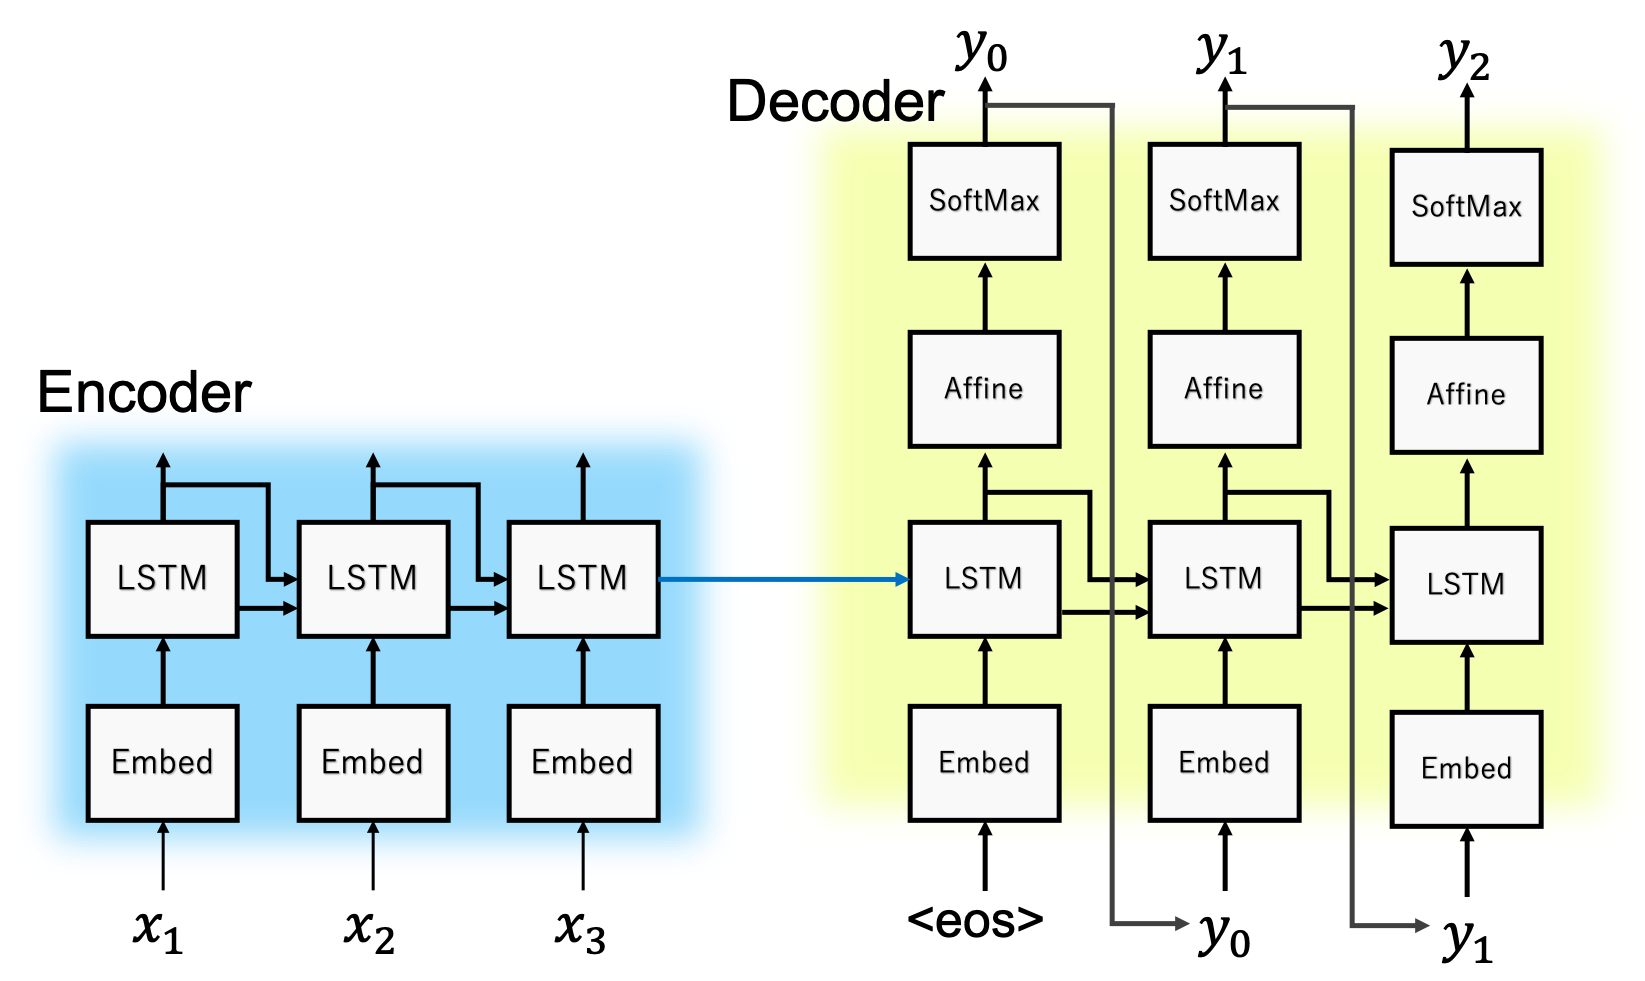 y0 y1 y2
Decoder
SoftMax SoftMax SoftMax
Affine Affine Affine
Encoder
LSTM LSTM LSTM LSTM LSTM LSTM
Embed Embed Embed Embed Embed Embed
x1 x2 x3 <eos> y0 y1